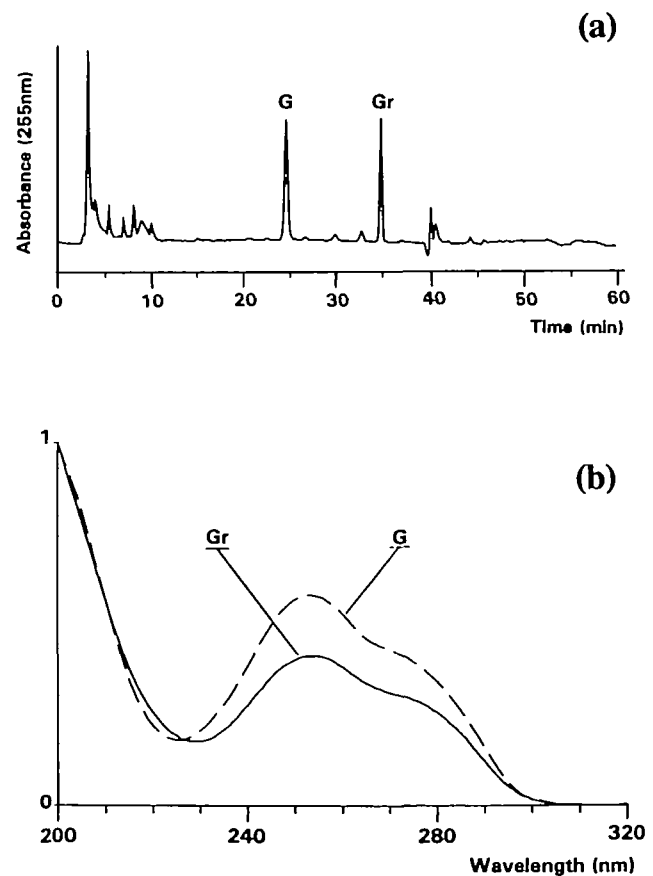 (a)
Absorbance (255nm)
G
Gr
0 10 20 30 40 50 60
Time (min)
(b)
1
Gr
G
0
200 240 280 320
Wavelength (nm)